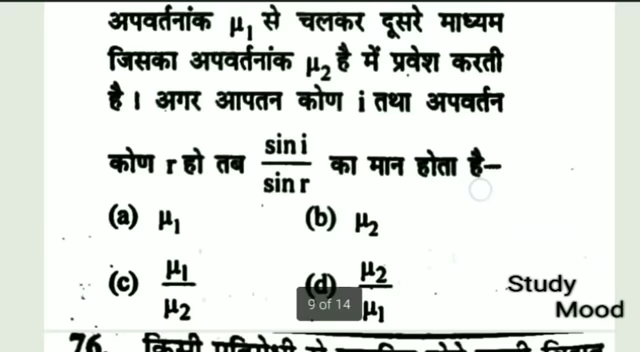 अपवर्तनांक μ₁ से चलकर दूसरे माध्यम
जिसका अपवर्तनांक μ₂ है में प्रवेश करती
है। अगर आपतन कोण i तथा अपवर्तन
कोण r हो तब sin i / sin r का मान होता है–
(a) μ₁ (b) μ₂
(c) μ₁/μ₂ (d) μ₂/μ₁
9 of 14
Study
Mood
76. किसी